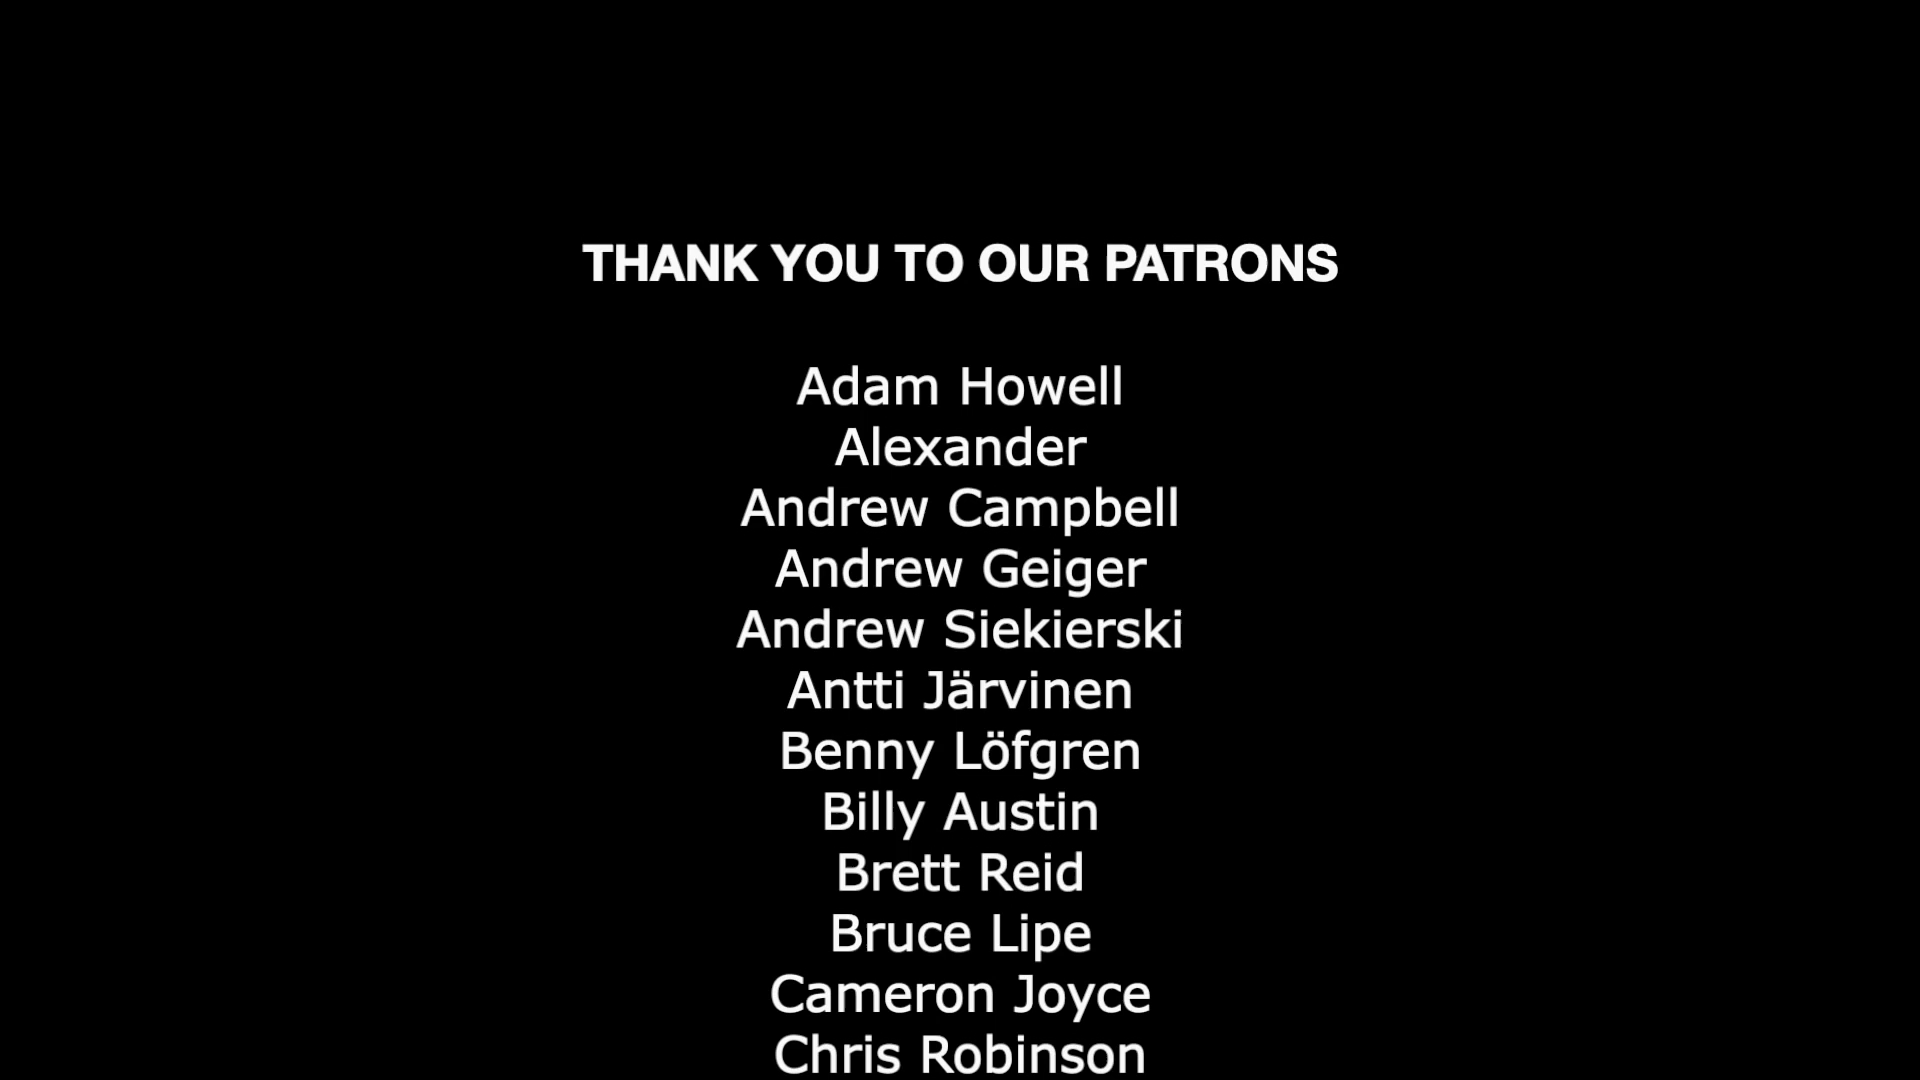 THANK YOU TO OUR PATRONS
Adam Howell
Alexander
Andrew Campbell
Andrew Geiger
Andrew Siekierski
Antti Järvinen
Benny Löfgren
Billy Austin
Brett Reid
Bruce Lipe
Cameron Joyce
Chris Robinson